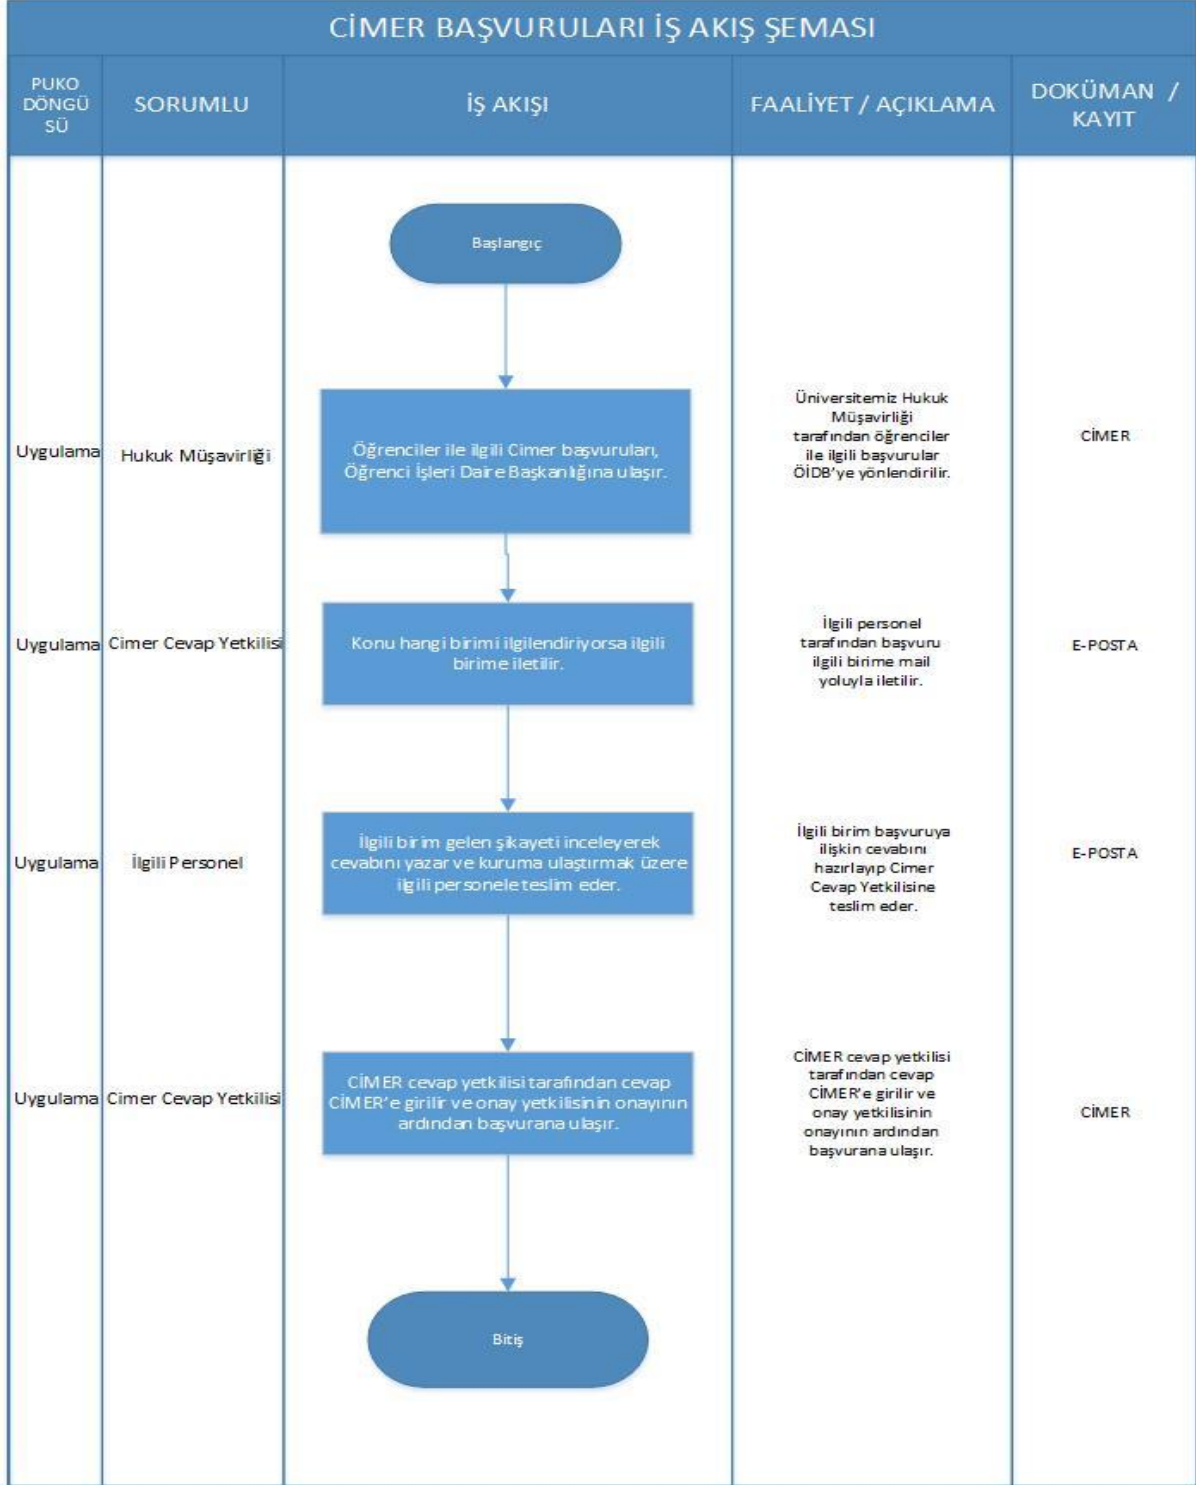 CİMER BAŞVURULARI İŞ AKIŞ ŞEMASI
PUKO
DÖNGÜ
SÜ
SORUMLU
İŞ AKIŞI
FAALİYET / AÇIKLAMA
DOKÜMAN /
KAYIT
Başlangıç
Uygulama
Hukuk Müşavirliği
Öğrenciler ile ilgili Cimer başvuruları,
Öğrenci İşleri Daire Başkanlığına ulaşır.
Üniversitemiz Hukuk
Müşavirliği
tarafından öğrenciler
ile ilgili başvurular
ÖİDB'ye yönlendirilir.
CİMER
Uygulama
Cimer Cevap Yetkilisi
Konu hangi birimi ilgilendiriyorsa ilgili
birime iletilir.
İlgili personel
tarafından başvuru
ilgili birime mail
yoluyla iletilir.
E-POSTA
Uygulama
İlgili Personel
İlgili birim gelen şikayeti inceleyerek
cevabını yazar ve kuruma ulaştırmak üzere
ilgili personele teslim eder.
İlgili birim başvuruya
ilişkin cevabını
hazırlayıp Cimer
Cevap Yetkilisine
teslim eder.
E-POSTA
Uygulama
Cimer Cevap Yetkilisi
CİMER cevap yetkilisi tarafından cevap
CİMER'e girilir ve onay yetkilisinin onayının
ardından başvurana ulaşır.
CİMER cevap yetkilisi
tarafından cevap
CİMER'e girilir ve
onay yetkilisinin
onayının ardından
başvurana ulaşır.
CİMER
Bitiş